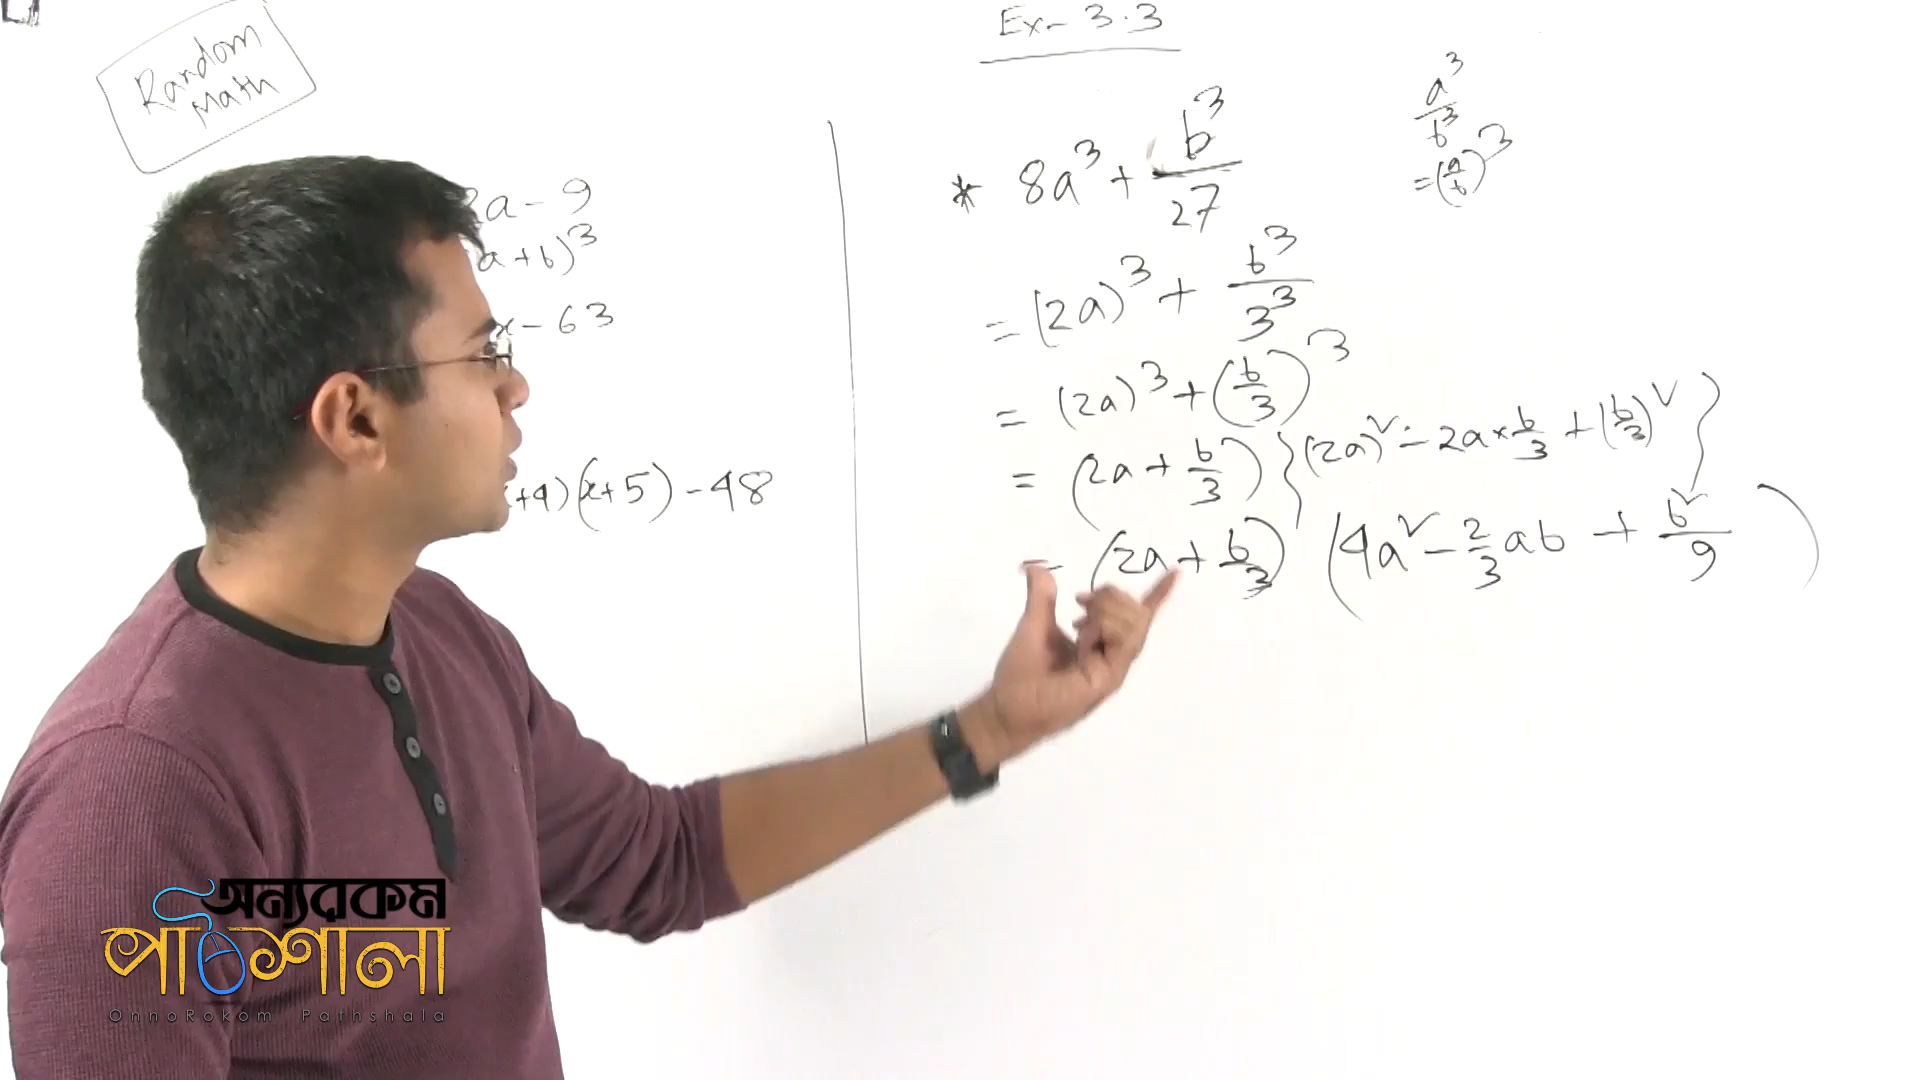 Random
Math
2a - 9
a + b)³
x - 63
+4)(x+5) - 48
Ex- 3.3
* 8a³ + b³/27
= (2a)³ + b³/3³
= (2a)³ + (b/3)³
= (2a + b/3) {(2a)² - 2a × b/3 + (b/3)²}
= (2a + b/3) (4a² - 2/3 ab + b²/9)
a³/b³
= (a/b)³
অন্যরকম
পাঠশালা
OnnoRokom Pathshala